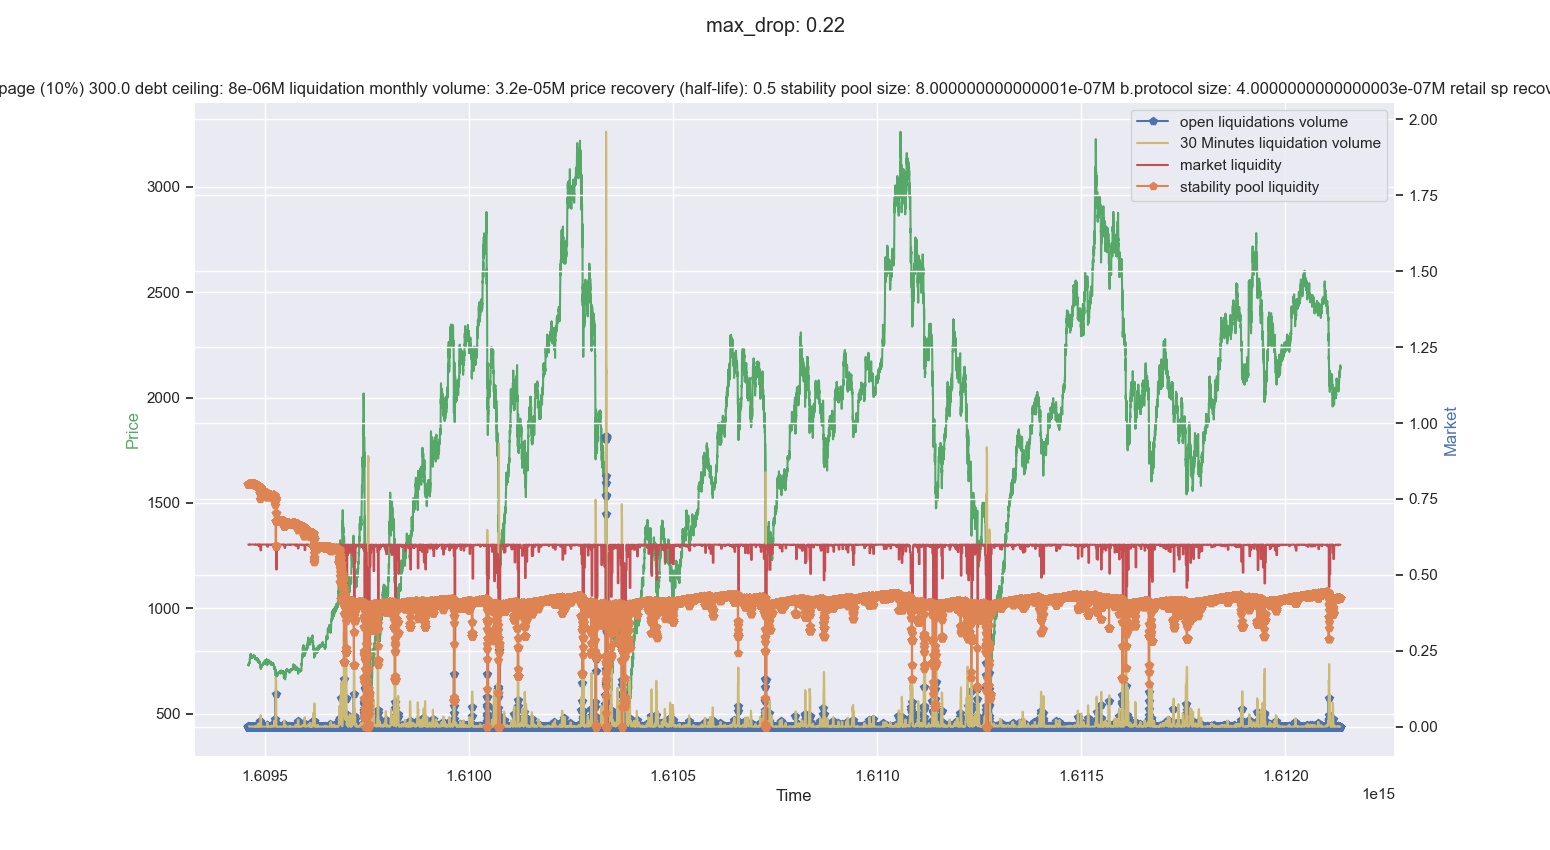 max_drop: 0.22
page (10%) 300.0 debt ceiling: 8e-06M liquidation monthly volume: 3.2e-05M price recovery (half-life): 0.5 stability pool size: 8.000000000000001e-07M b.protocol size: 4.0000000000000003e-07M retail sp recov
open liquidations volume
30 Minutes liquidation volume
market liquidity
stability pool liquidity
3000
2500
2000
1500
1000
500
Price
2.00
1.75
1.50
1.25
1.00
0.75
0.50
0.25
0.00
Market
1.6095 1.6100 1.6105 1.6110 1.6115 1.6120
Time
1e15